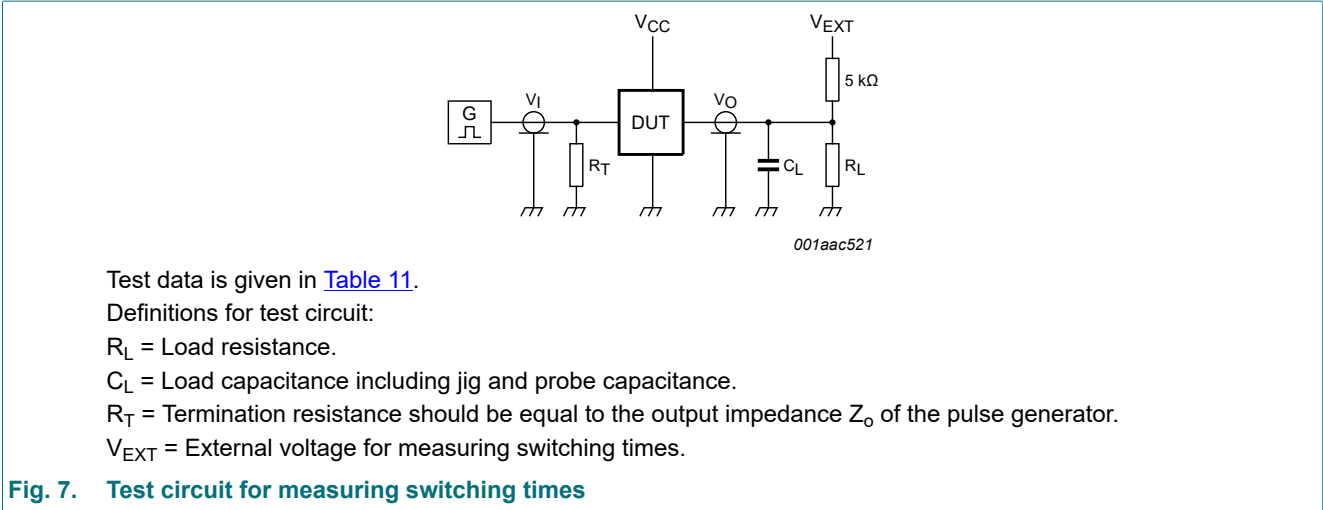 VCC
VEXT
5 kΩ
G
VI
DUT
VO
RT
CL
RL
001aac521
Test data is given in Table 11.
Definitions for test circuit:
RL = Load resistance.
CL = Load capacitance including jig and probe capacitance.
RT = Termination resistance should be equal to the output impedance Zo of the pulse generator.
VEXT = External voltage for measuring switching times.
Fig. 7. Test circuit for measuring switching times